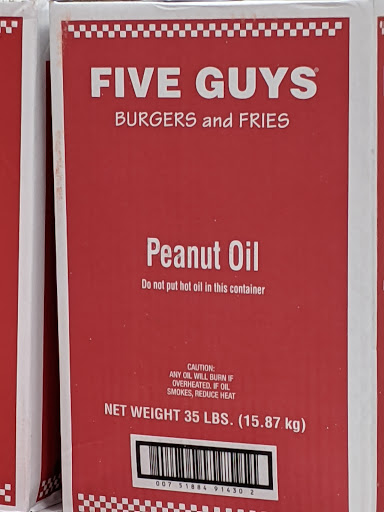 FIVE GUYS®
BURGERS and FRIES
Peanut Oil
Do not put hot oil in this container
CAUTION:
ANY OIL WILL BURN IF
OVERHEATED. IF OIL
SMOKES, REDUCE HEAT
NET WEIGHT 35 LBS. (15.87 kg)
007 51884 91430 2